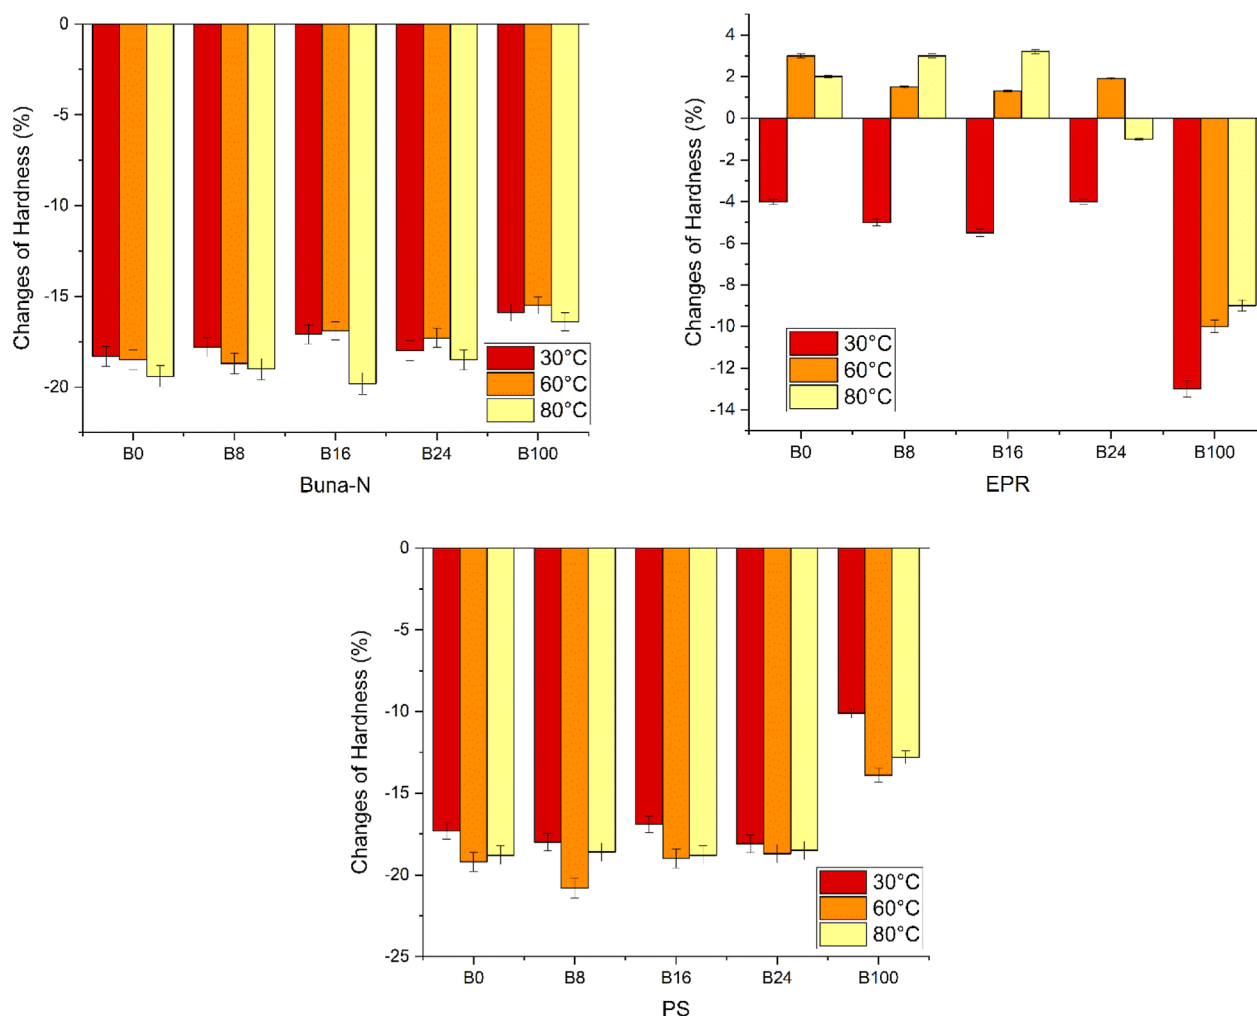 Changes of Hardness (%)
0
-5
-10
-15
-20
30°C
60°C
80°C
B0 B8 B16 B24 B100
Buna-N
Changes of Hardness (%)
4
2
0
-2
-4
-6
-8
-10
-12
-14
30°C
60°C
80°C
B0 B8 B16 B24 B100
EPR
Changes of Hardness (%)
0
-5
-10
-15
-20
-25
30°C
60°C
80°C
B0 B8 B16 B24 B100
PS